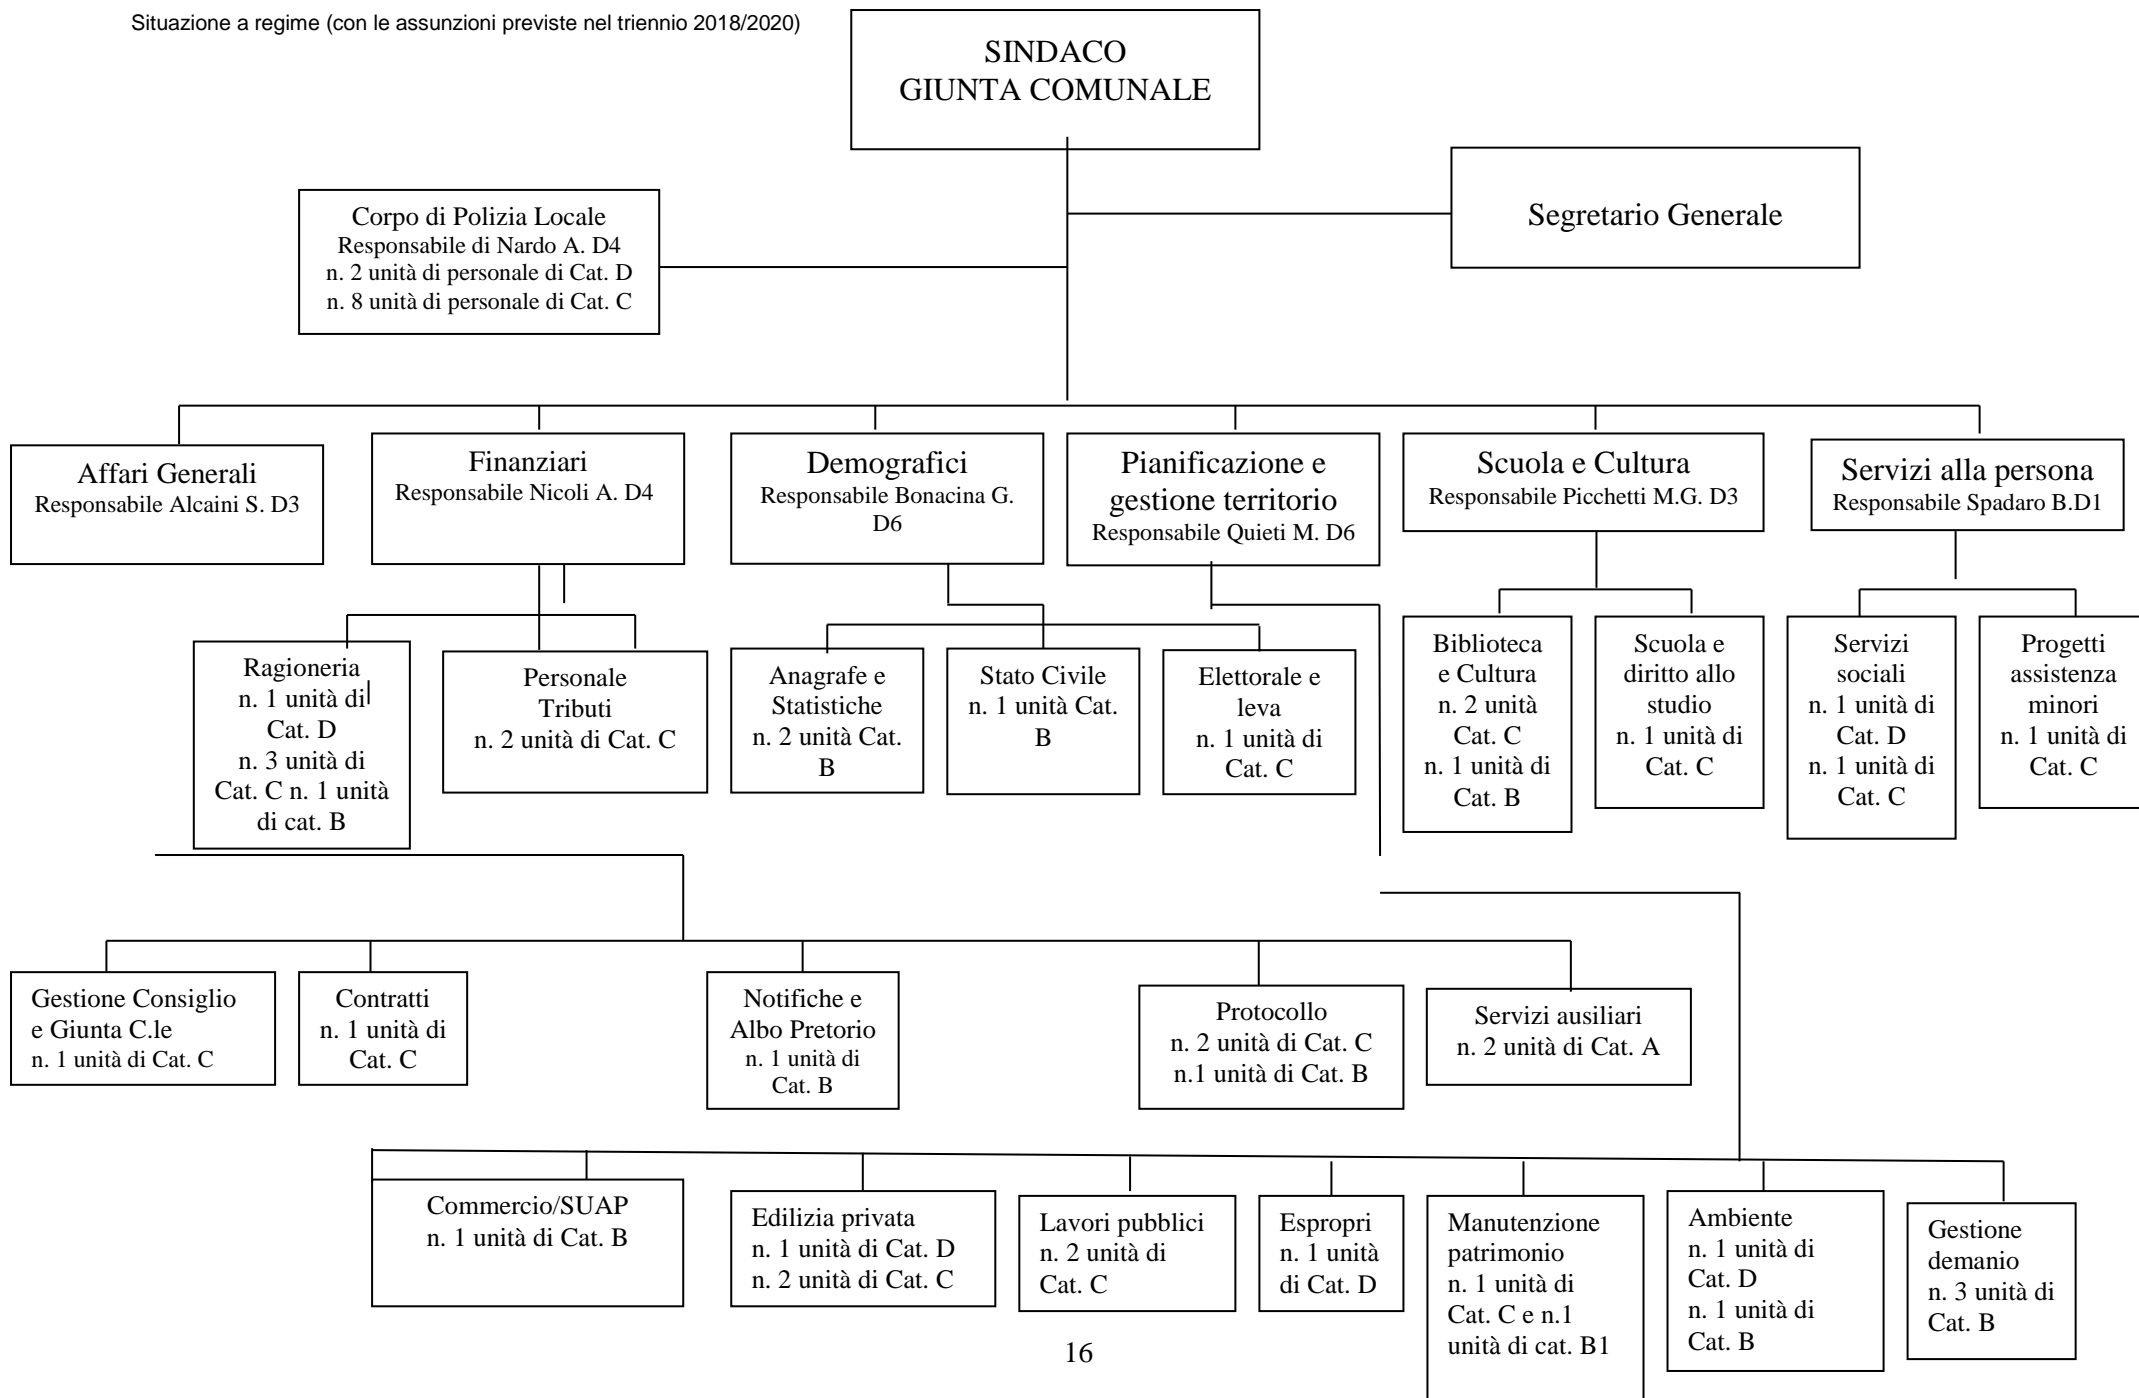 Situazione a regime (con le assunzioni previste nel triennio 2018/2020)
SINDACO
GIUNTA COMUNALE
Segretario Generale
Corpo di Polizia Locale
Responsabile di Nardo A. D4
n. 2 unità di personale di Cat. D
n. 8 unità di personale di Cat. C
Affari Generali
Responsabile Alcaini S. D3
Finanziari
Responsabile Nicoli A. D4
Demografici
Responsabile Bonacina G.
D6
Pianificazione e
gestione territorio
Responsabile Quieti M. D6
Scuola e Cultura
Responsabile Picchetti M.G. D3
Servizi alla persona
Responsabile Spadaro B.D1
Ragioneria
n. 1 unità di
Cat. D
n. 3 unità di
Cat. C n. 1 unità
di cat. B
Personale
Tributi
n. 2 unità di Cat. C
Anagrafe e
Statistiche
n. 2 unità Cat.
B
Stato Civile
n. 1 unità Cat.
B
Elettorale e
leva
n. 1 unità di
Cat. C
Biblioteca
e Cultura
n. 2 unità
Cat. C
n. 1 unità di
Cat. B
Scuola e
diritto allo
studio
n. 1 unità di
Cat. C
Servizi
sociali
n. 1 unità di
Cat. D
n. 1 unità di
Cat. C
Progetti
assistenza
minori
n. 1 unità di
Cat. C
Gestione Consiglio
e Giunta C.le
n. 1 unità di Cat. C
Contratti
n. 1 unità di
Cat. C
Notifiche e
Albo Pretorio
n. 1 unità di
Cat. B
Protocollo
n. 2 unità di Cat. C
n.1 unità di Cat. B
Servizi ausiliari
n. 2 unità di Cat. A
Commercio/SUAP
n. 1 unità di Cat. B
Edilizia privata
n. 1 unità di Cat. D
n. 2 unità di Cat. C
Lavori pubblici
n. 2 unità di
Cat. C
Espropri
n. 1 unità
di Cat. D
Manutenzione
patrimonio
n. 1 unità di
Cat. C e n.1
unità di cat. B1
Ambiente
n. 1 unità di
Cat. D
n. 1 unità di
Cat. B
Gestione
demanio
n. 3 unità di
Cat. B
16